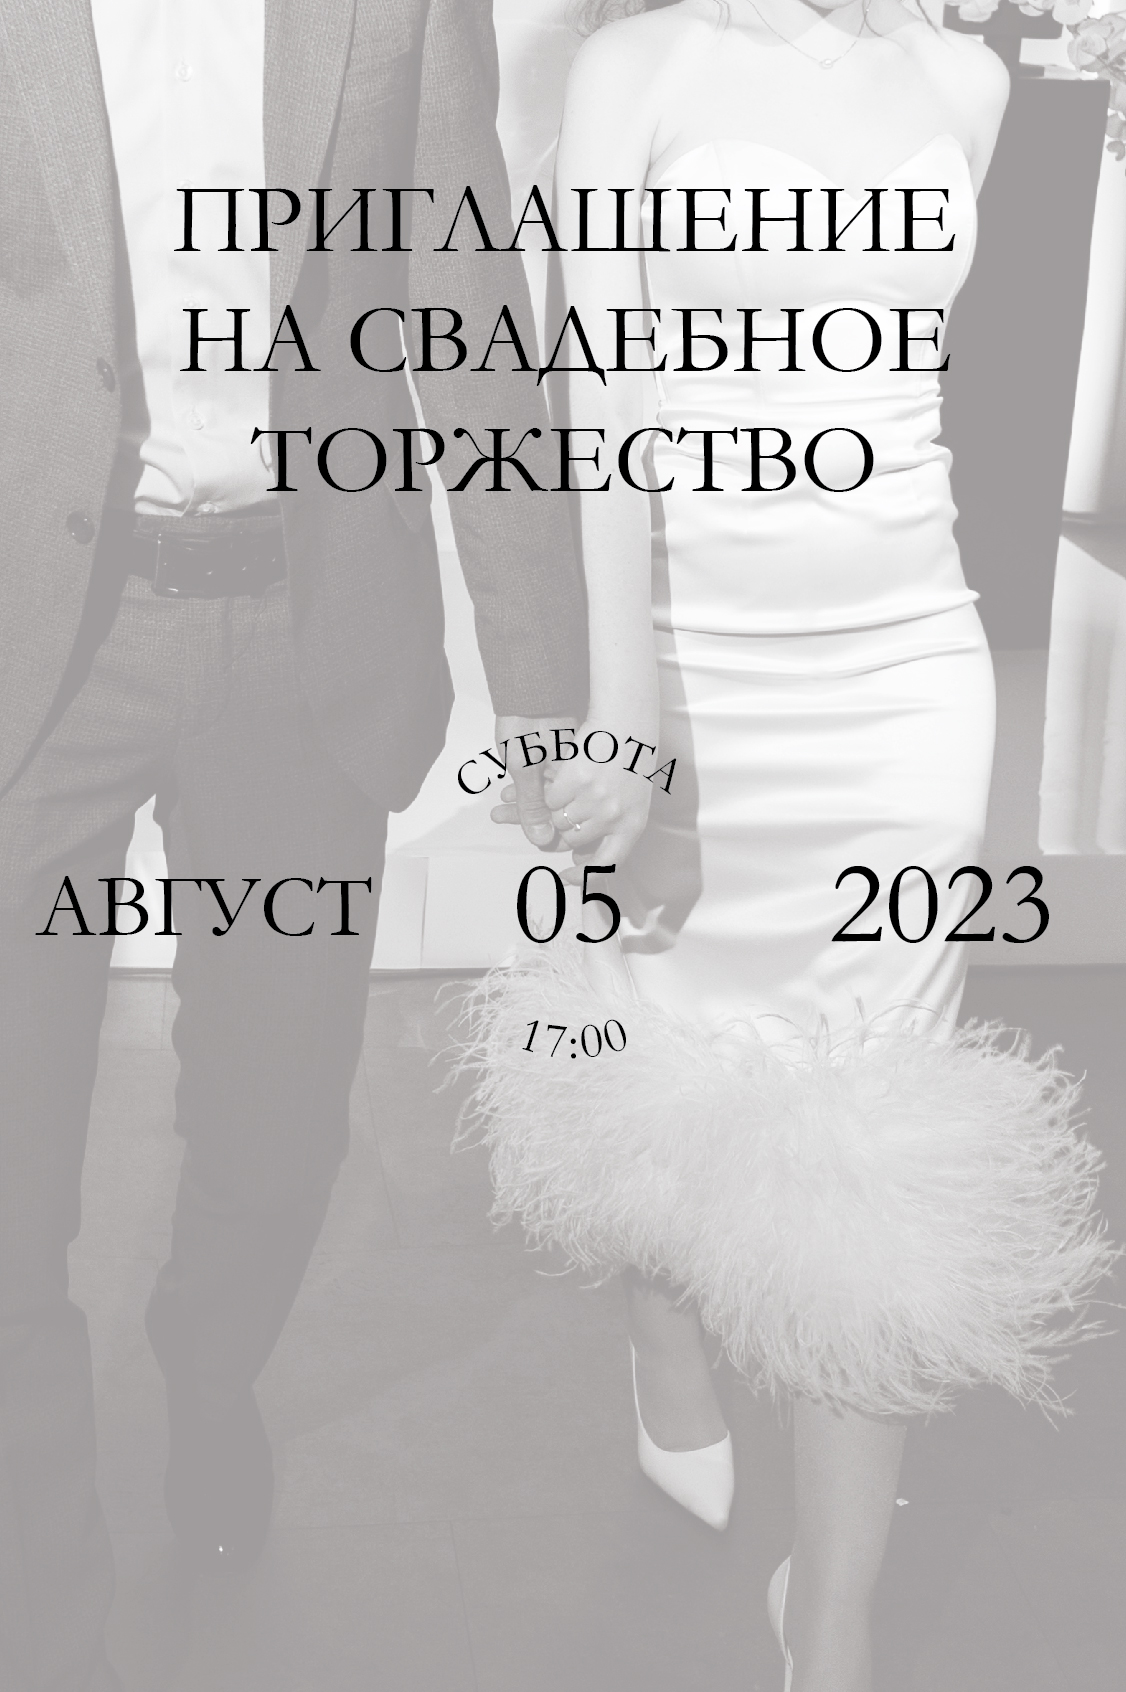 ПРИГЛАШЕНИЕ
НА СВАДЕБНОЕ
ТОРЖЕСТВО
СУББОТА
АВГУСТ 05 2023
17:00